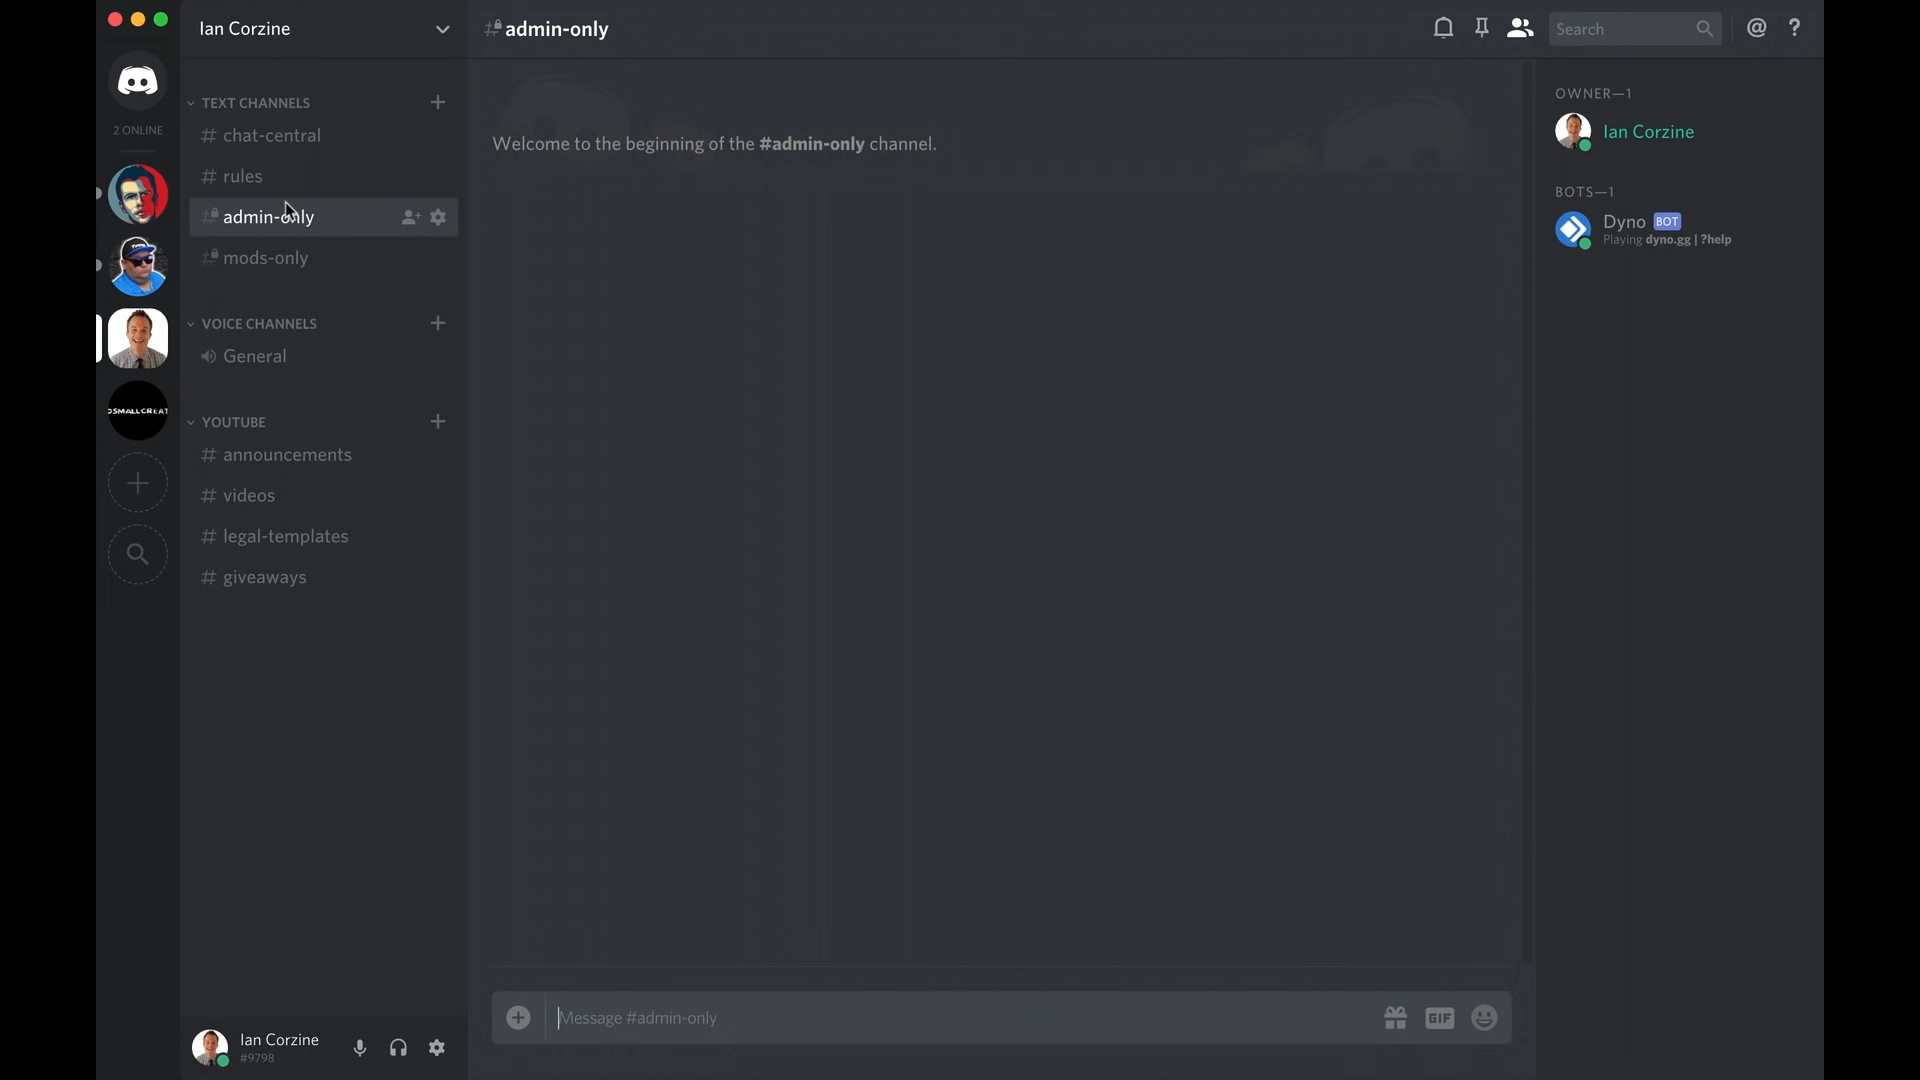 Ian Corzine
#admin-only
Search
@
?
2 ONLINE
TEXT CHANNELS
# chat-central
# rules
# admin-only
# mods-only
VOICE CHANNELS
General
YOUTUBE
# announcements
# videos
# legal-templates
# giveaways
Welcome to the beginning of the #admin-only channel.
OWNER—1
Ian Corzine
BOTS—1
Dyno BOT
Playing dyno.gg | ?help
Ian Corzine
#9798
Message #admin-only
GIF